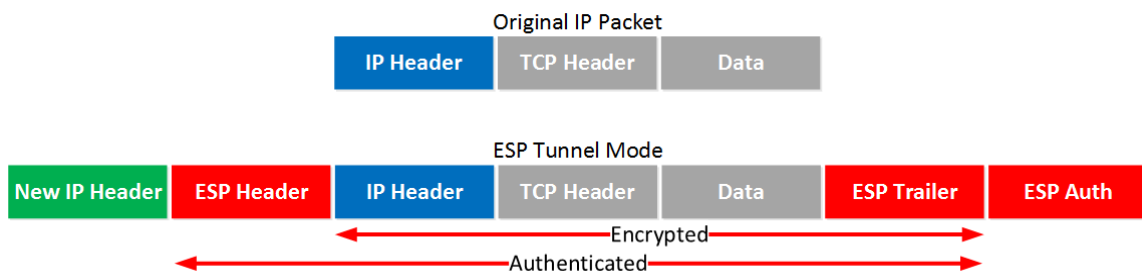 Original IP Packet
IP Header TCP Header Data
ESP Tunnel Mode
New IP Header ESP Header IP Header TCP Header Data ESP Trailer ESP Auth
Encrypted
Authenticated